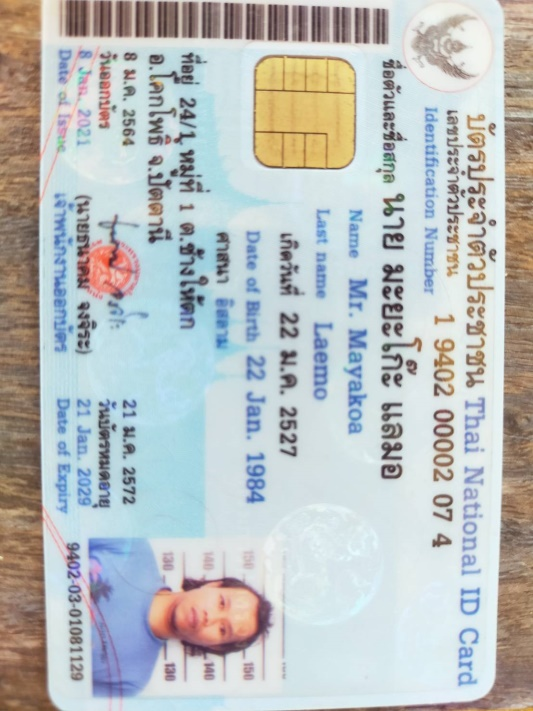 บัตรประจำตัวประชาชน Thai National ID Card
เลขประจำตัวประชาชน 1 9402 00002 07 4
Identification Number
ชื่อตัวและชื่อสกุล นาย มะยะโก๊ะ แลมอ
Name Mr. Mayakoa
Last name Laemo
เกิดวันที่ 22 ม.ค. 2527
Date of Birth 22 Jan. 1984
ศาสนา อิสลาม
ที่อยู่ 24/1 หมู่ที่ 1 ต.ช้างให้ตก
อ.โคกโพธิ์ จ.ปัตตานี
8 ม.ค. 2564
วันออกบัตร
8 Jan. 2021
Date of Issue
เจ้าพนักงานออกบัตร
21 ม.ค. 2572
วันบัตรหมดอายุ
21 Jan. 2029
Date of Expiry
150 150
140 140
130 130
9402-03-01081129